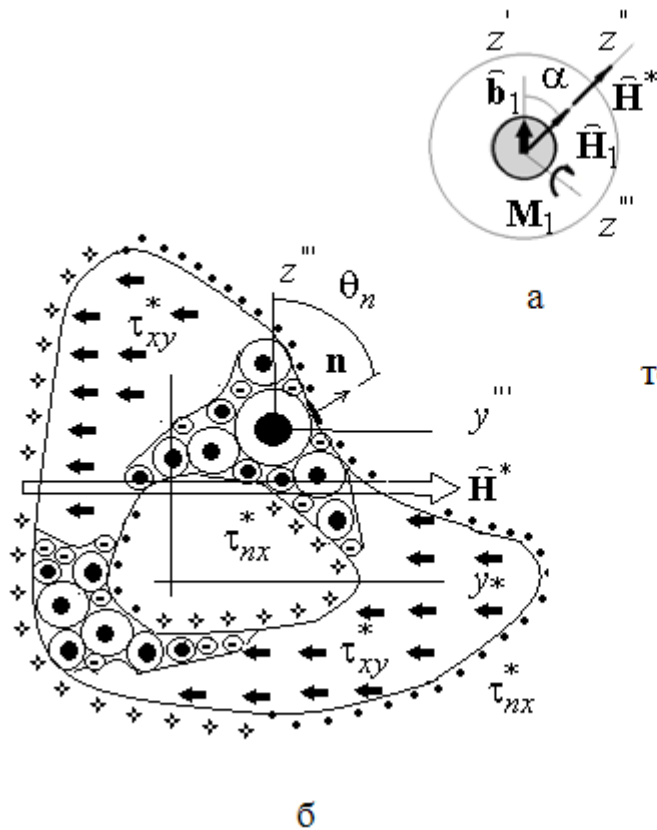 z' z''
b̂₁ α Ĥ*
Ĥ₁
M₁ z'''
а
z''' θₙ
τ*xy
n
т
y'''
Ĥ*
τ*nx
y*
τ*xy
τ*nx
б